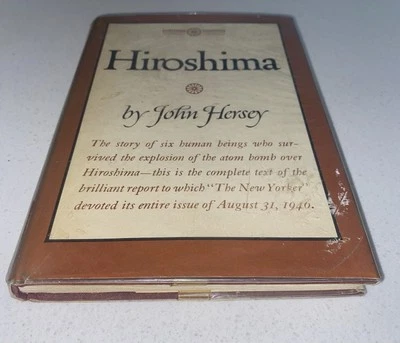 Hiroshima
by John Hersey
The story of six human beings who sur-
vived the explosion of the atom bomb over
Hiroshima—this is the complete text of the
brilliant report to which "The New Yorker"
devoted its entire issue of August 31, 1946.